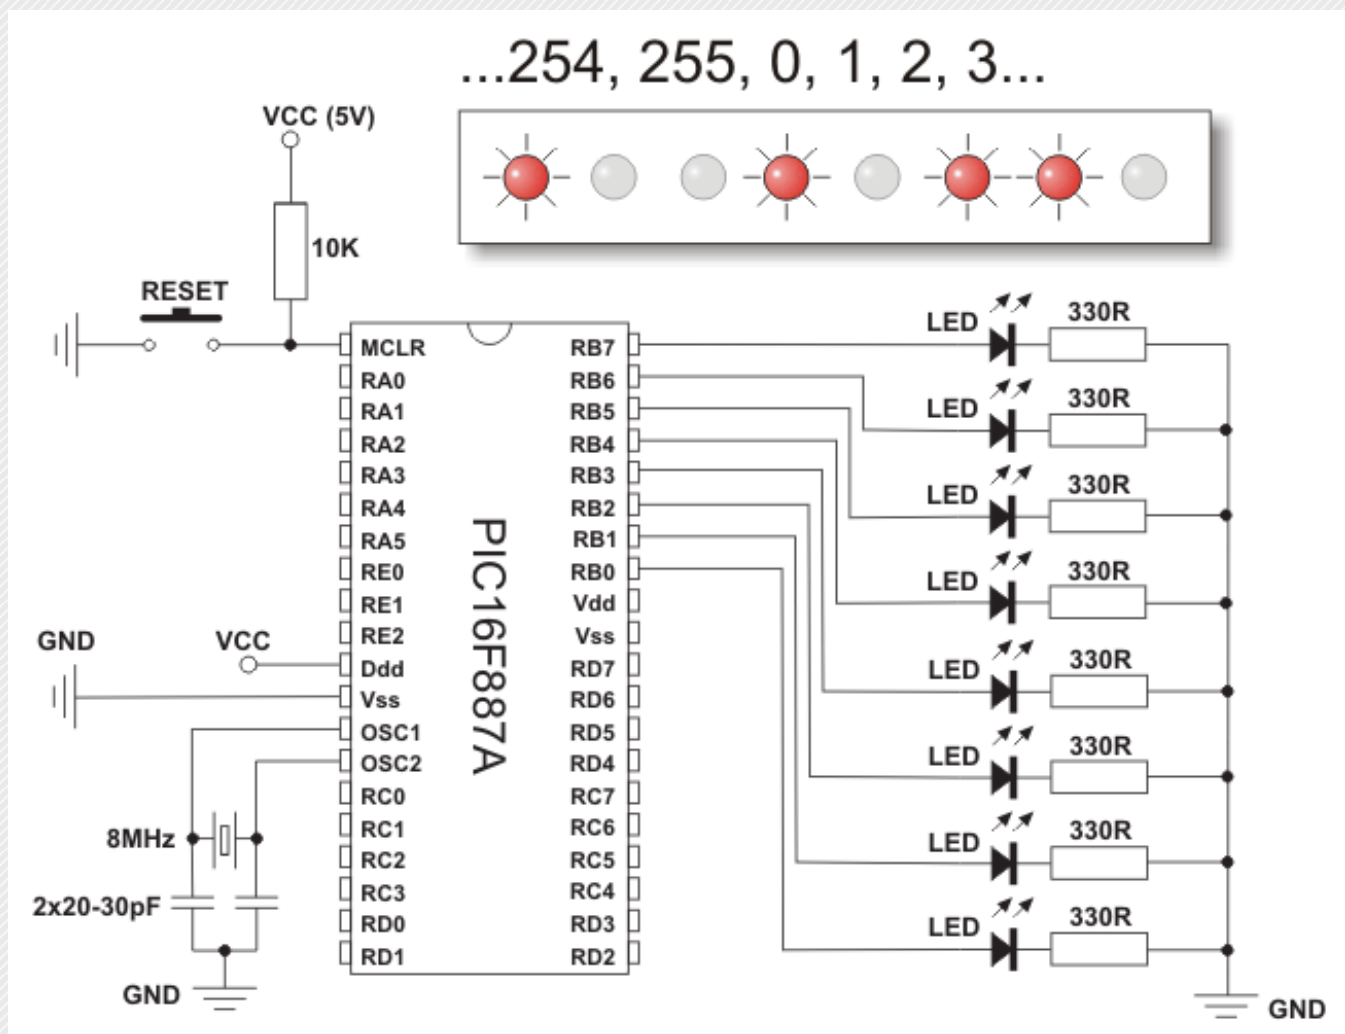 ...254, 255, 0, 1, 2, 3...
VCC (5V)
10K
RESET
MCLR
RA0
RA1
RA2
RA3
RA4
RA5
RE0
RE1
RE2
Ddd
Vss
OSC1
OSC2
RC0
RC1
RC2
RC3
RD0
RD1
PIC16F887A
RB7
RB6
RB5
RB4
RB3
RB2
RB1
RB0
Vdd
Vss
RD7
RD6
RD5
RD4
RC7
RC6
RC5
RC4
RD3
RD2
GND
VCC
8MHz
2x20-30pF
GND
LED 330R
LED 330R
LED 330R
LED 330R
LED 330R
LED 330R
LED 330R
LED 330R
GND